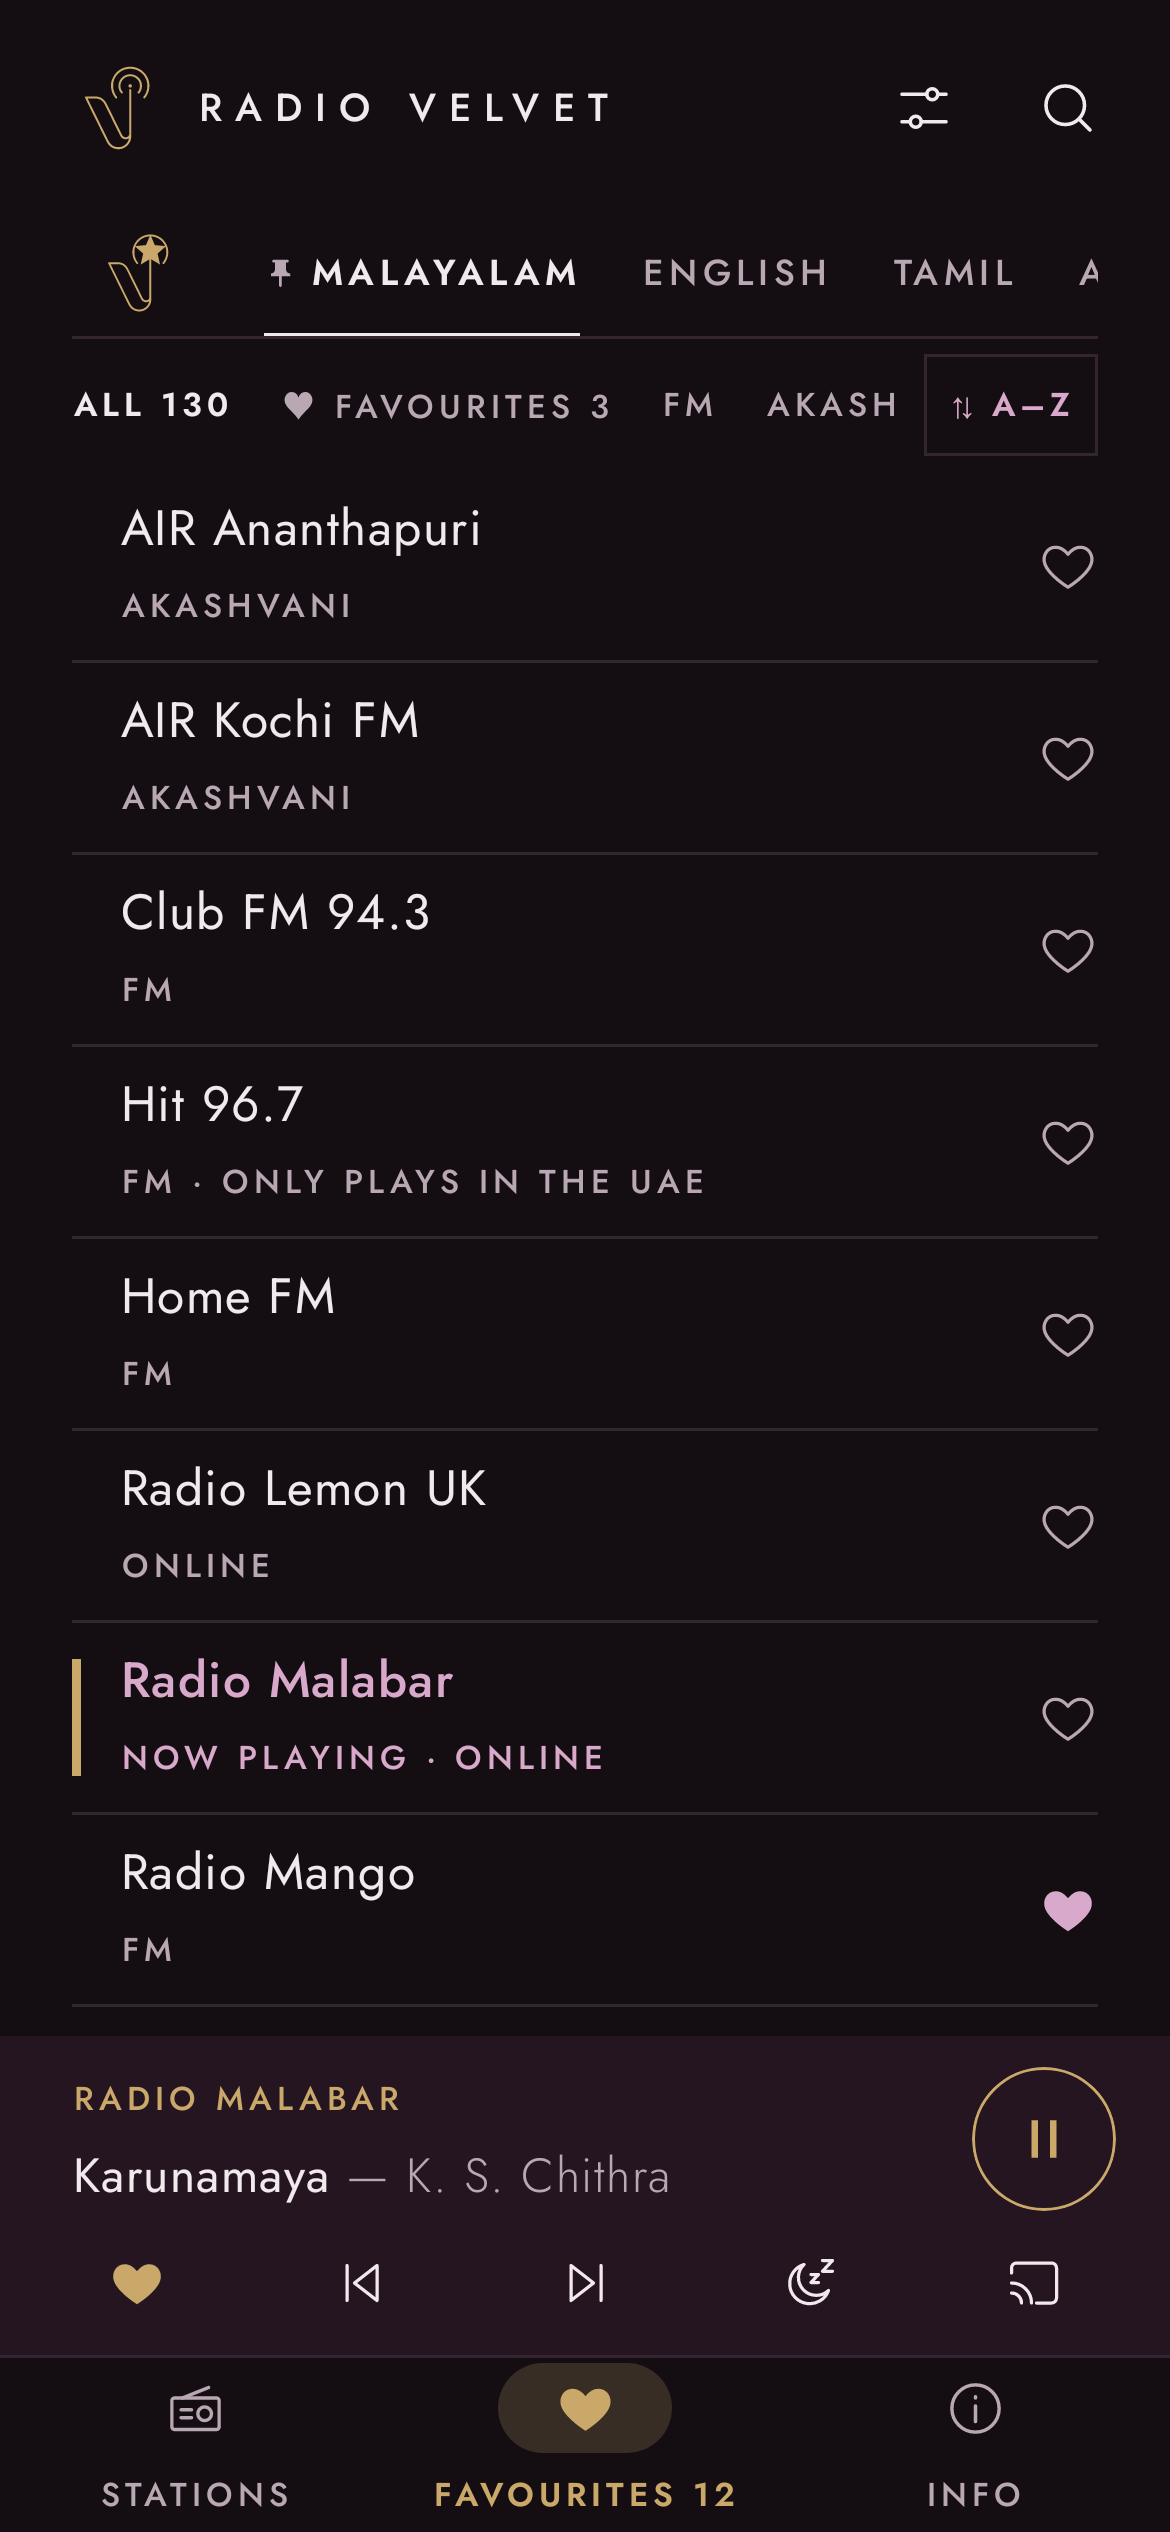 RADIO VELVET
MALAYALAM ENGLISH TAMIL A
ALL 130 ♥ FAVOURITES 3 FM AKASH ↑↓ A–Z
AIR Ananthapuri
AKASHVANI
AIR Kochi FM
AKASHVANI
Club FM 94.3
FM
Hit 96.7
FM · ONLY PLAYS IN THE UAE
Home FM
FM
Radio Lemon UK
ONLINE
Radio Malabar
NOW PLAYING · ONLINE
Radio Mango
FM
RADIO MALABAR
Karunamaya — K. S. Chithra
STATIONS FAVOURITES 12 INFO